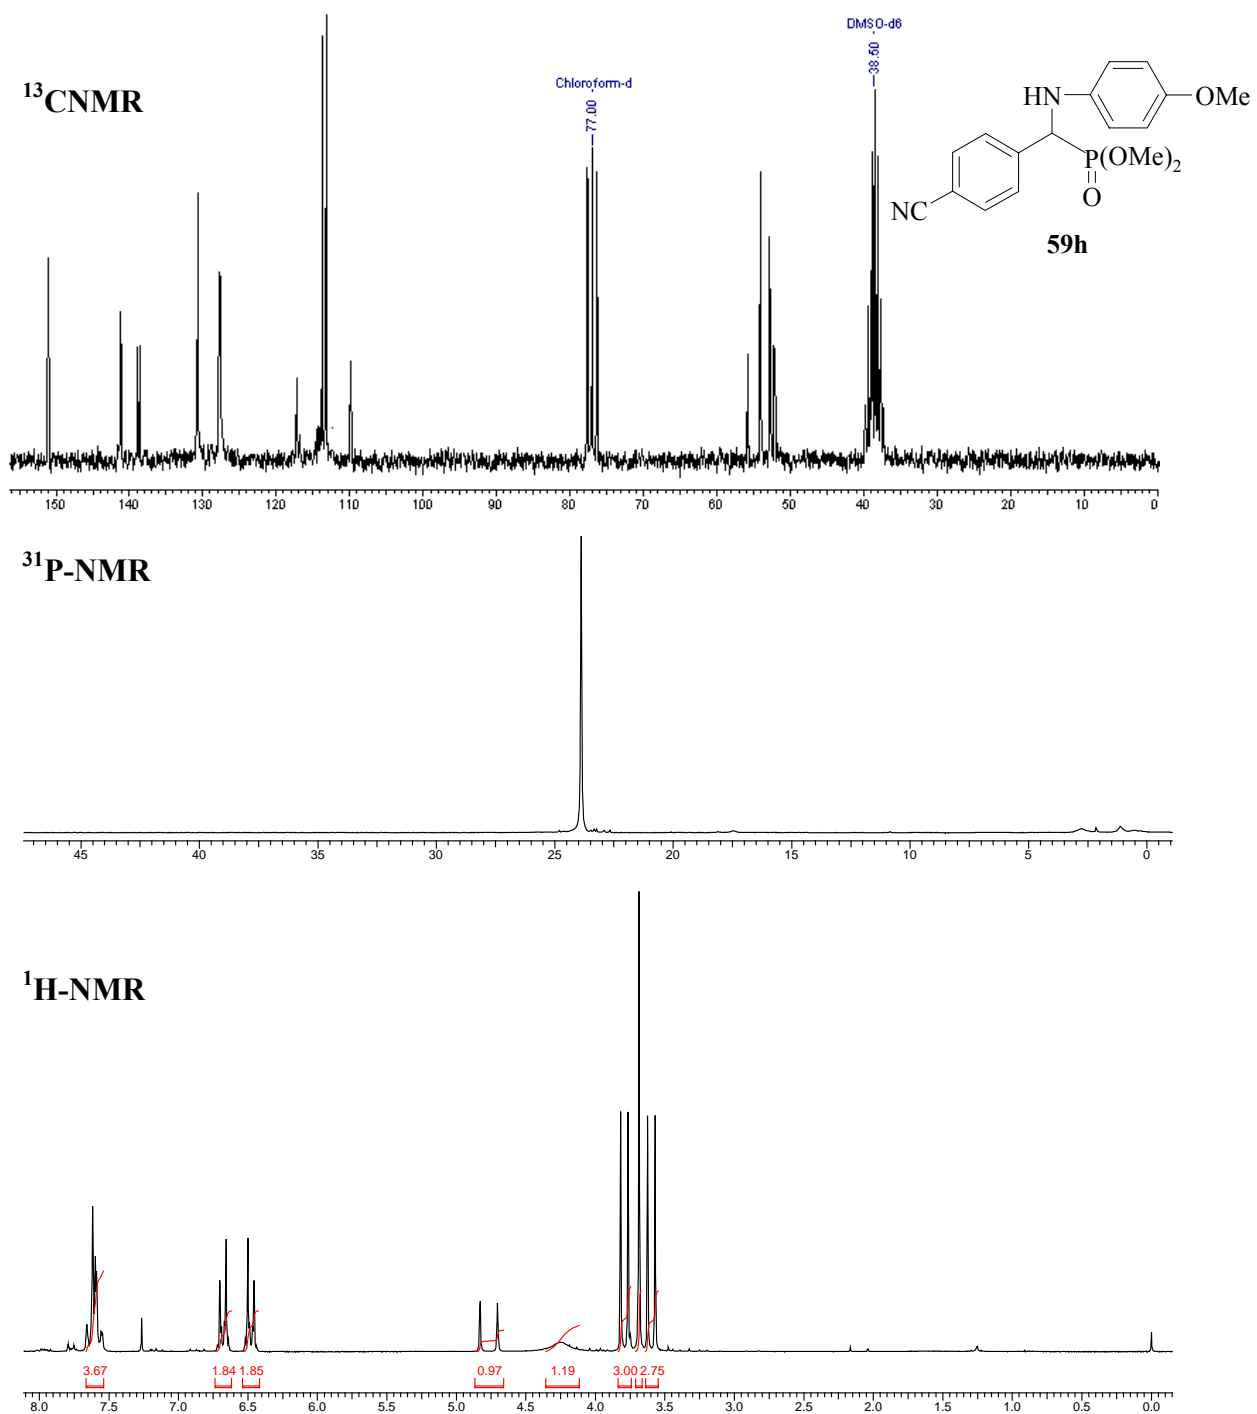 DMSO-d6
38.50
Chloroform-d
77.00
¹³CNMR
HN
OMe
P(OMe)₂
O
NC
59h
150 140 130 120 110 100 90 80 70 60 50 40 30 20 10 0
³¹P-NMR
45 40 35 30 25 20 15 10 5 0
¹H-NMR
3.67 1.84 1.85 0.97 1.19 3.00 2.75
8.0 7.5 7.0 6.5 6.0 5.5 5.0 4.5 4.0 3.5 3.0 2.5 2.0 1.5 1.0 0.5 0.0